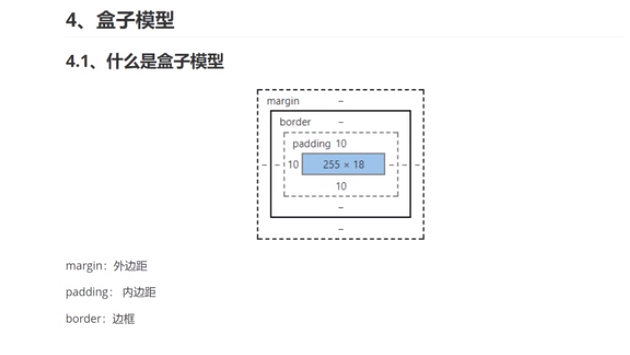 4、盒子模型
4.1、什么是盒子模型
margin –
border –
padding 10
– – 10 255 × 18 – – –
10
–
–
margin：外边距
padding： 内边距
border：边框